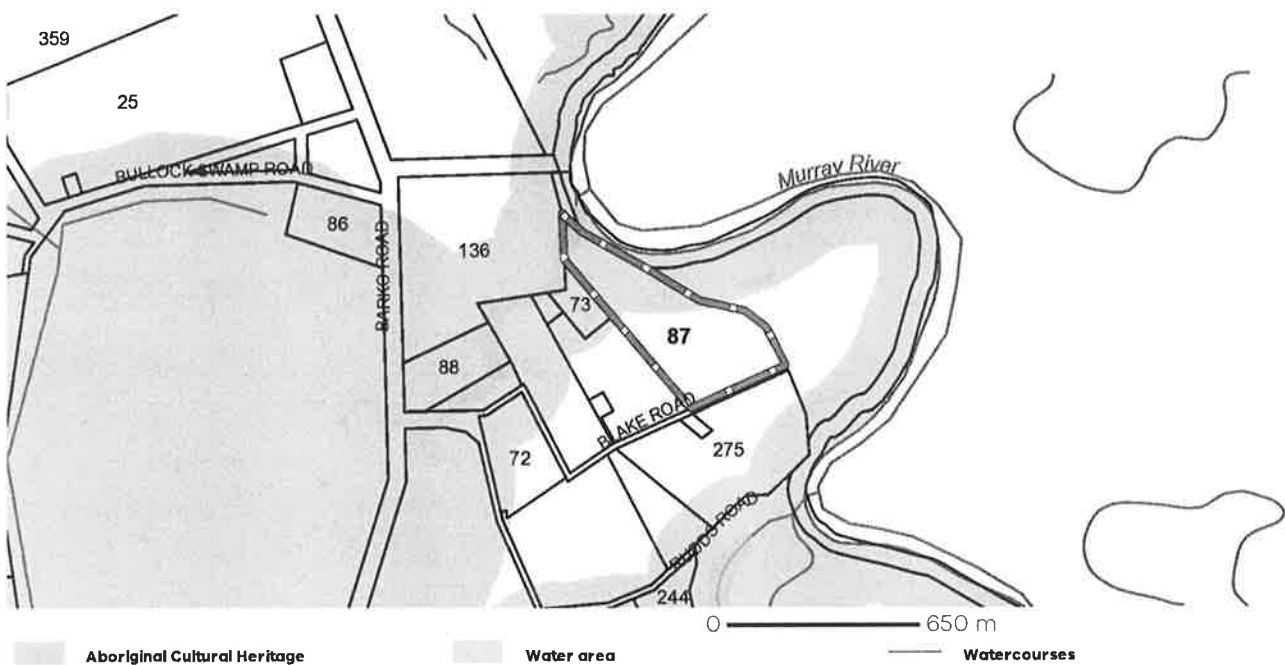 359
25
BULLOCK SWAMP ROAD
Murray River
86
BARKO ROAD
136
73
87
88
BLAKE ROAD
72
275
ROAD
244
0 650 m
Aboriginal Cultural Heritage
Water area
Watercourses